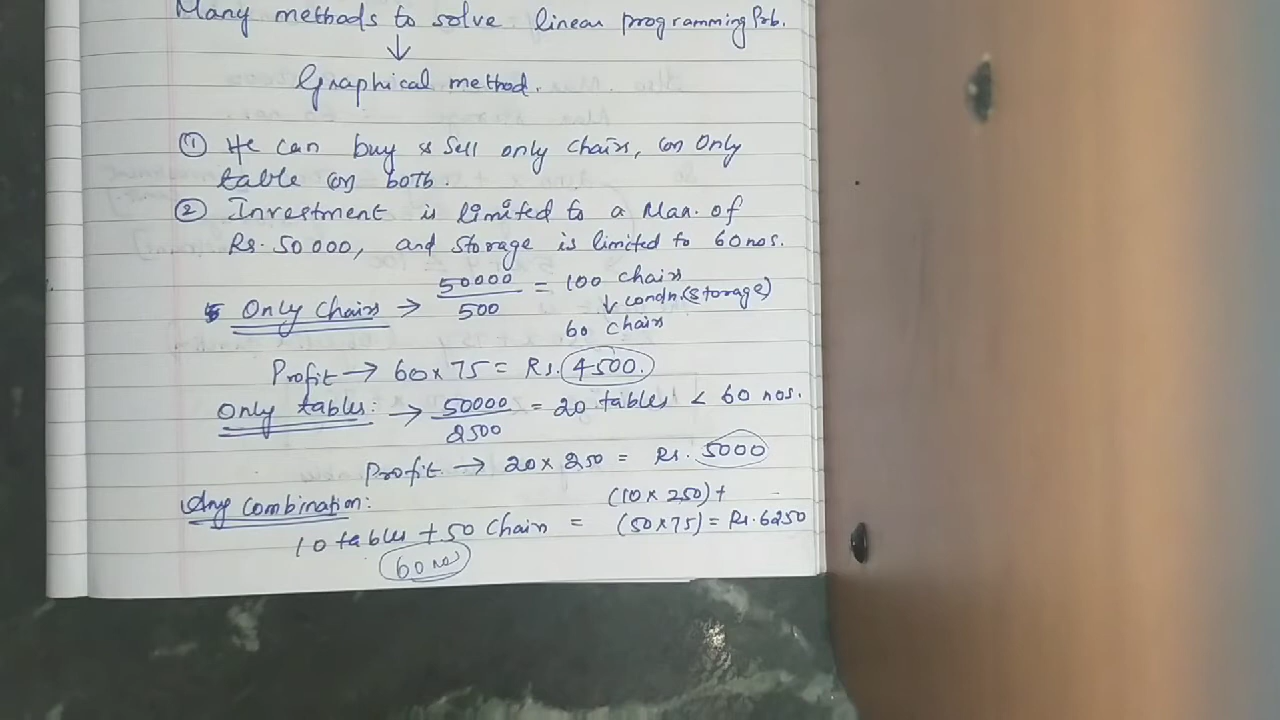 Many methods to solve linear programming Prb.
↓
Graphical method.
① He can buy & Sell only chairs, (or) Only
table (or) both.
② Investment is limited to a Max. of
Rs. 50000, and Storage is limited to 60 nos.
Only Chairs → 50000 / 500 = 100 chairs
↓ condn. (storage)
60 chairs
Profit → 60 x 75 = Rs. 4500.
Only tables: → 50000 / 2500 = 20 tables < 60 nos.
Profit → 20 x 250 = Rs. 5000
Any Combination:
(10 x 250) +
10 tables + 50 Chairs = (50 x 75) = Rs. 6250
60 nos